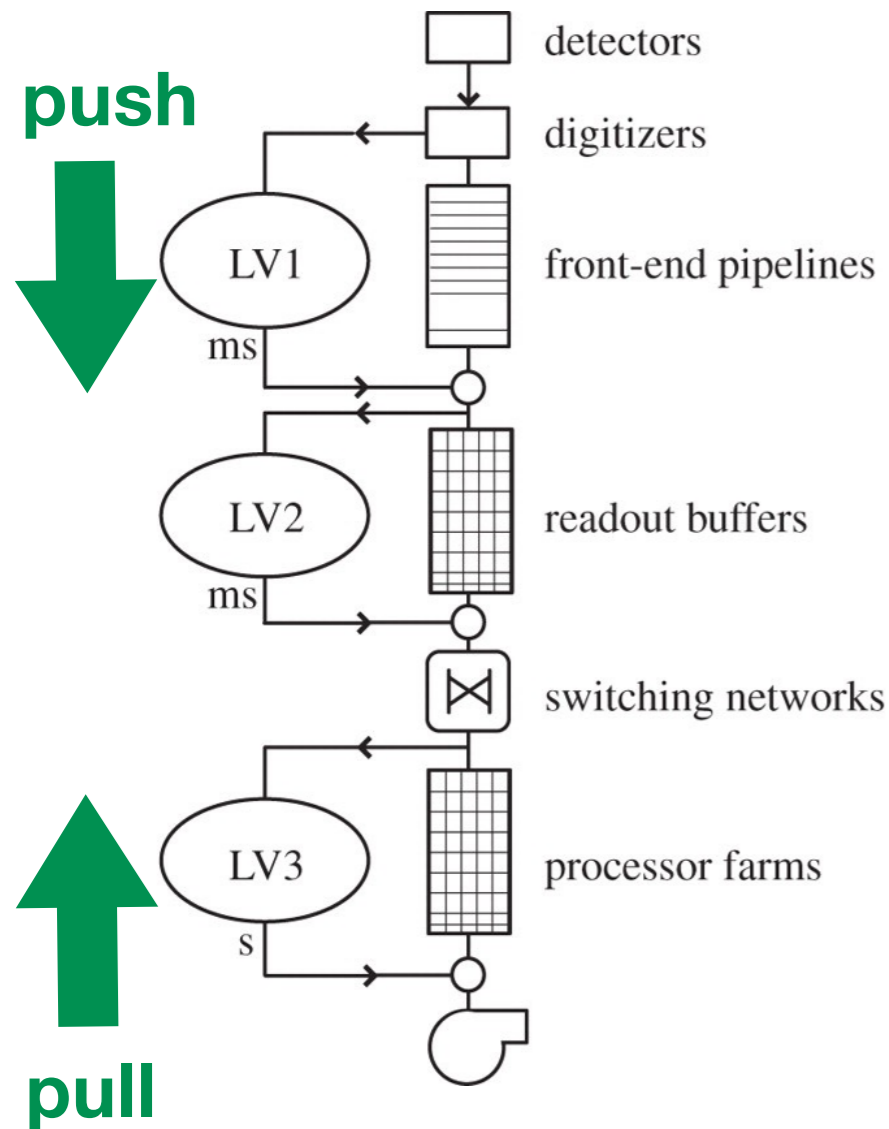 detectors
push
digitizers
LV1
front-end pipelines
ms
LV2
readout buffers
ms
switching networks
LV3
processor farms
s
pull